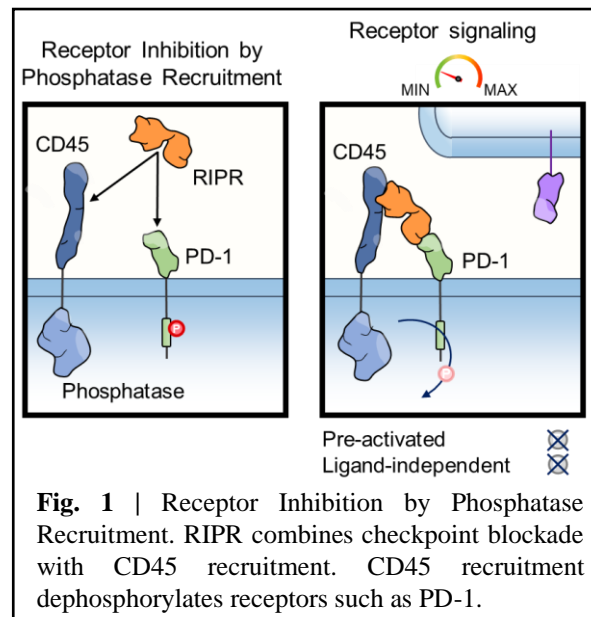 Receptor Inhibition by
Phosphatase Recruitment
Receptor signaling
MIN
MAX
CD45
RIPR
PD-1
P
Phosphatase
CD45
PD-1
P
Pre-activated
Ligand-independent
Fig. 1 | Receptor Inhibition by Phosphatase
Recruitment. RIPR combines checkpoint blockade
with CD45 recruitment. CD45 recruitment
dephosphorylates receptors such as PD-1.